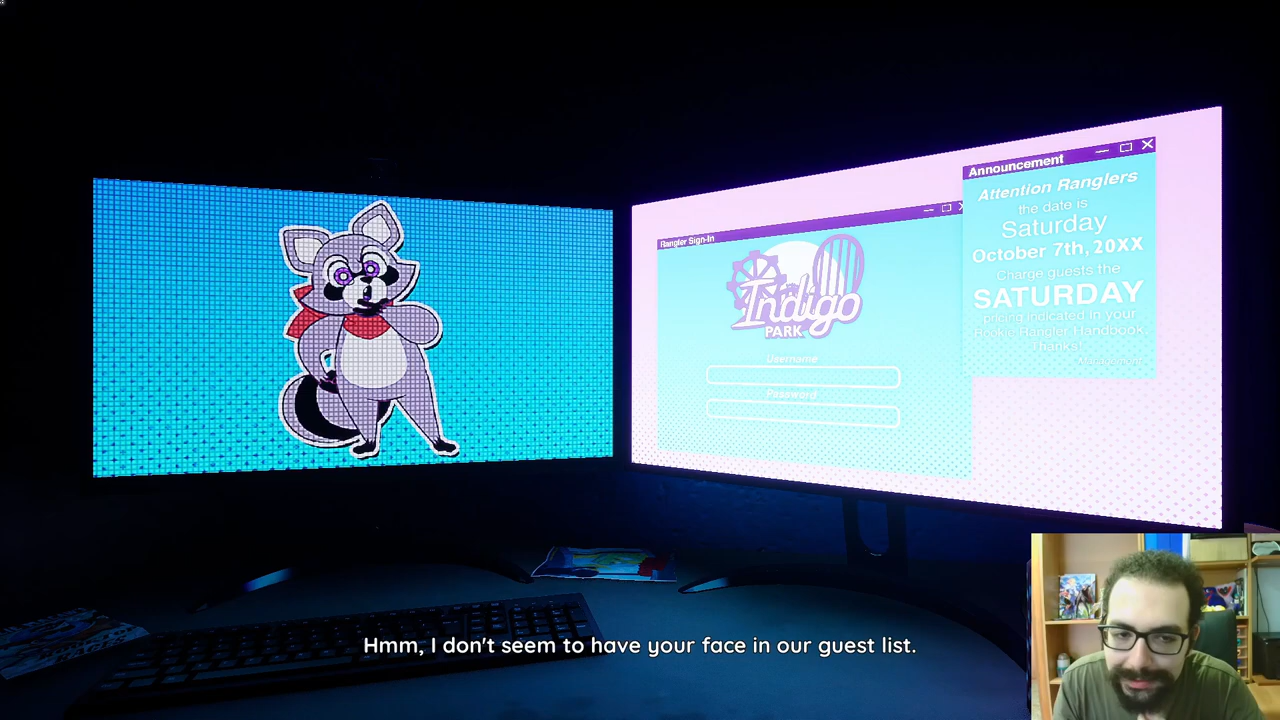 Announcement
Attention Ranglers
the date is
Saturday
October 7th, 20XX
Charge guests the
SATURDAY
pricing indicated in your
Rookie Rangler Handbook.
Thanks!
-Management
Rangler Sign-In
Indigo
PARK
Username
Password
Hmm, I don't seem to have your face in our guest list.